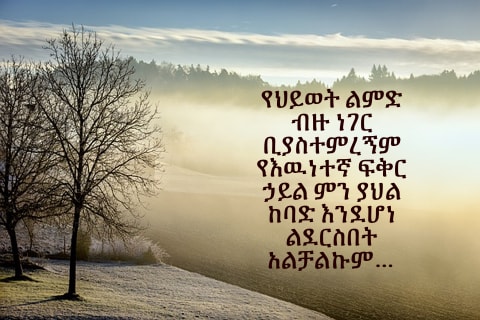 የህይወት ልምድ
ብዙ ነገር
ቢያስተምረኝም
የእዉነተኛ ፍቅር
ኃይል ምን ያህል
ከባድ እንደሆነ
ልደርስበት
አልቻልኩም...